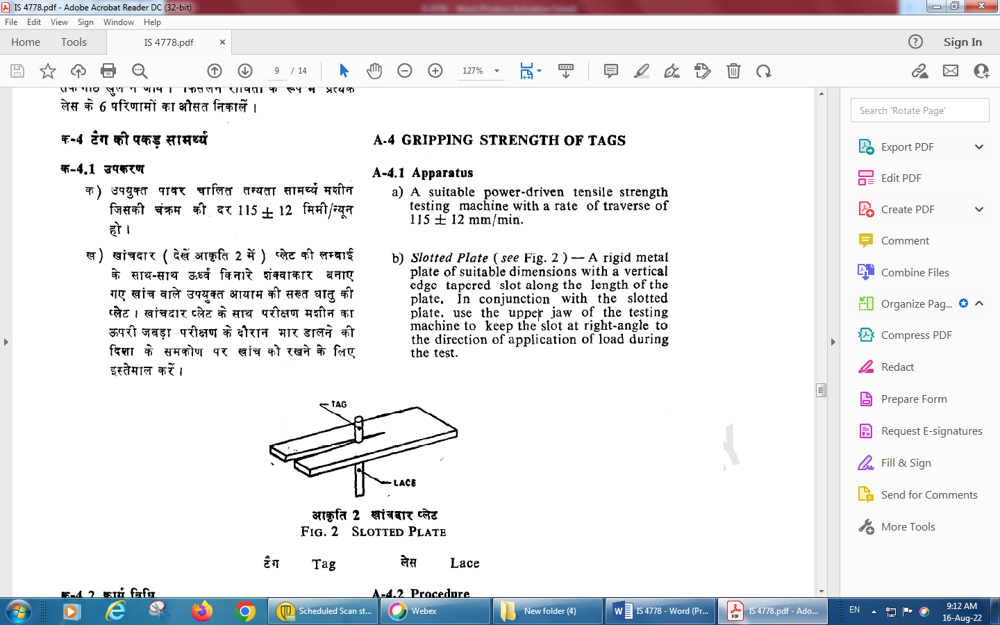 IS 4778.pdf - Adobe Acrobat Reader DC (32-bit)
File Edit View Sign Window Help
Home Tools IS 4778.pdf × Sign In
9 / 14 127%
लेस के 6 परिणामों का औसत निकालें ।
क-4 टैग की पकड़ सामर्थ्य
क-4.1 उपकरण
क) उपयुक्त पावर चालित तन्यता सामर्थ्य मशीन
जिसकी चंक्रम की दर 115 ± 12 मिमी/न्यून
हो ।
ख) खांचदार ( देखें आकृति 2 में ) प्लेट की लम्बाई
के साथ-साथ ऊर्ध्व किनारे शंक्वाकार बनाए
गए खांच वाले उपयुक्त आयाम की सख्त धातु की
प्लेट । खांचदार प्लेट के साथ परीक्षण मशीन का
ऊपरी जबड़ा परीक्षण के दौरान भार डालने की
दिशा के समकोण पर खांच को रखने के लिए
इस्तेमाल करें ।
A-4 GRIPPING STRENGTH OF TAGS
A-4.1 Apparatus
a) A suitable power-driven tensile strength
testing machine with a rate of traverse of
115 ± 12 mm/min.
b) Slotted Plate ( see Fig. 2 ) — A rigid metal
plate of suitable dimensions with a vertical
edge tapered slot along the length of the
plate. In conjunction with the slotted
plate, use the upper jaw of the testing
machine to keep the slot at right-angle to
the direction of application of load during
the test.
TAG
LACE
आकृति 2 खांचदार प्लेट
FIG. 2 SLOTTED PLATE
टैग Tag लेस Lace
क-4.2 कार्य विधि
A-4.2 Procedure
Search 'Rotate Page'
Export PDF
Edit PDF
Create PDF
Comment
Combine Files
Organize Pag...
Compress PDF
Redact
Prepare Form
Request E-signatures
Fill & Sign
Send for Comments
More Tools
Scheduled Scan st...
Webex
New folder (4)
IS 4778 - Word (Pr...
IS 4778.pdf - Ado...
EN
9:12 AM
16-Aug-22